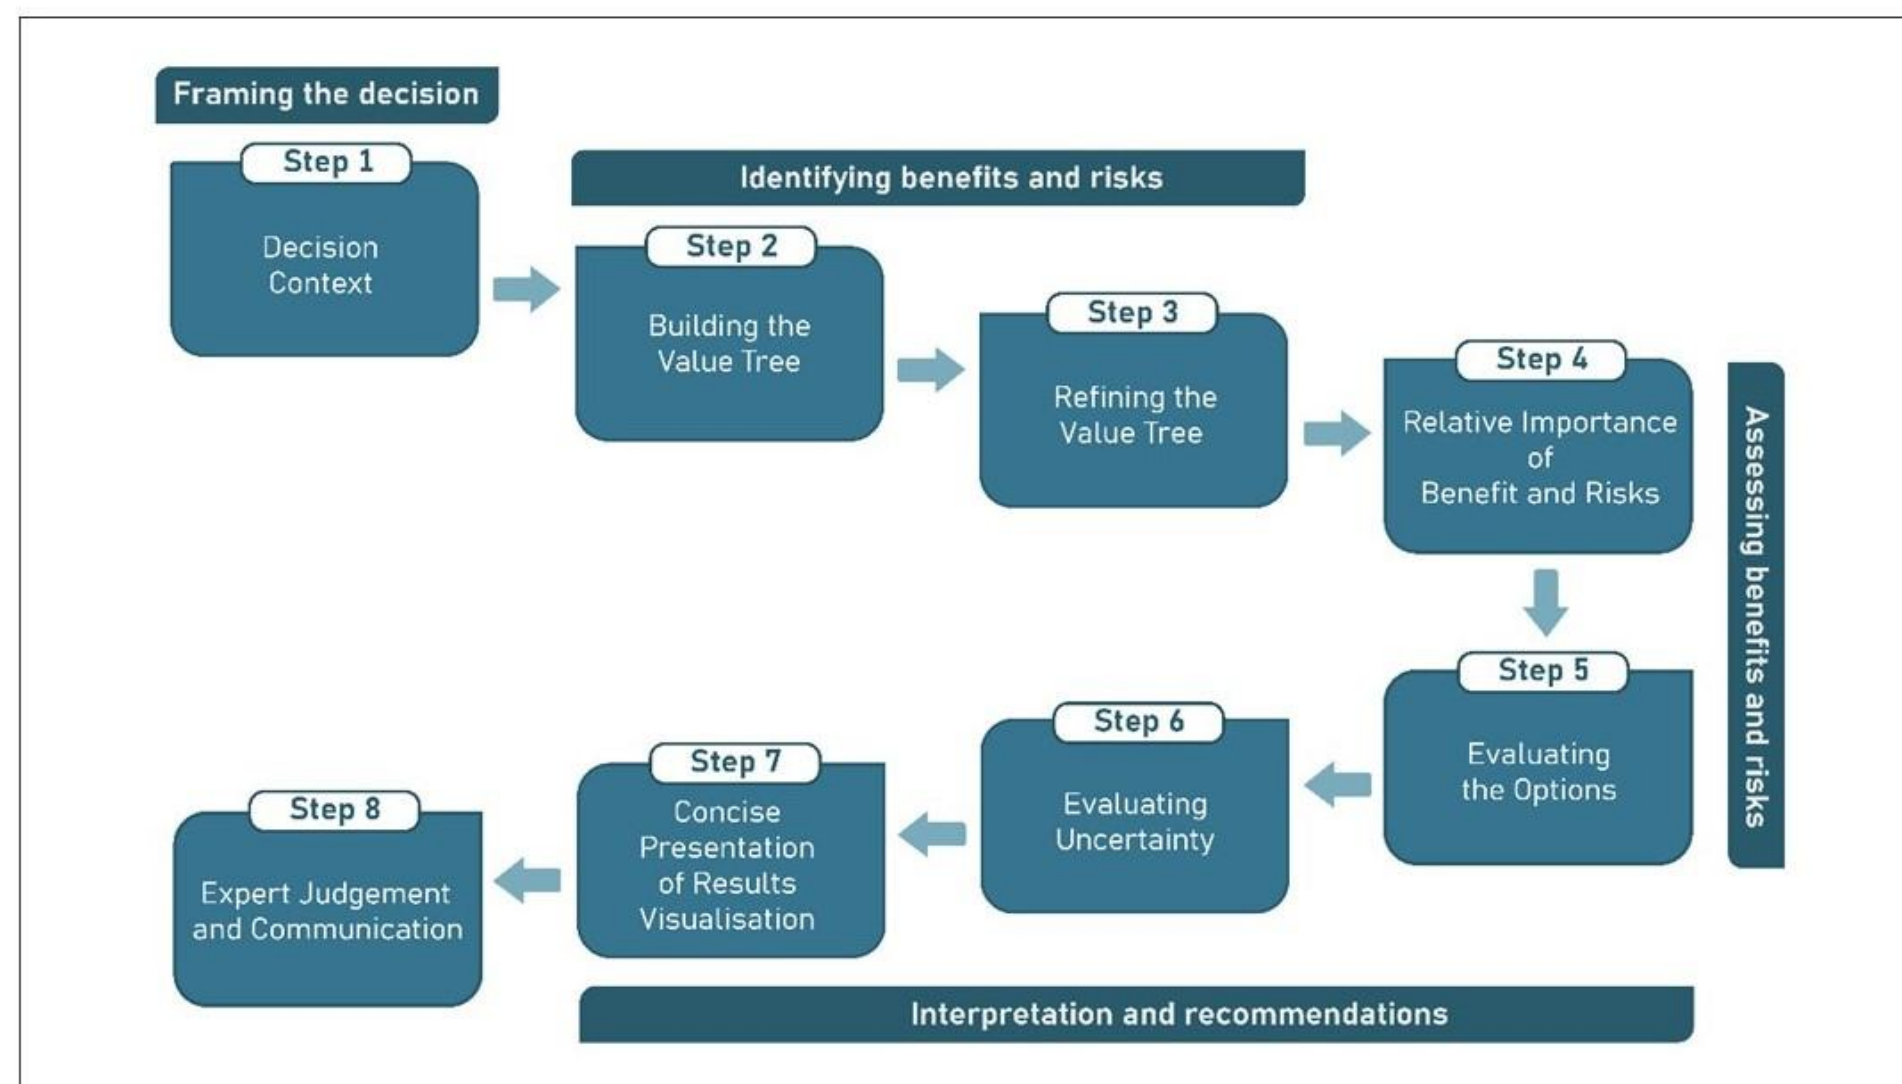 Framing the decision
Step 1
Decision
Context
Identifying benefits and risks
Step 2
Building the
Value Tree
Step 3
Refining the
Value Tree
Step 4
Relative Importance
of
Benefit and Risks
Assessing benefits and risks
Step 5
Evaluating
the Options
Step 6
Evaluating
Uncertainty
Step 7
Concise
Presentation
of Results
Visualisation
Step 8
Expert Judgement
and Communication
Interpretation and recommendations